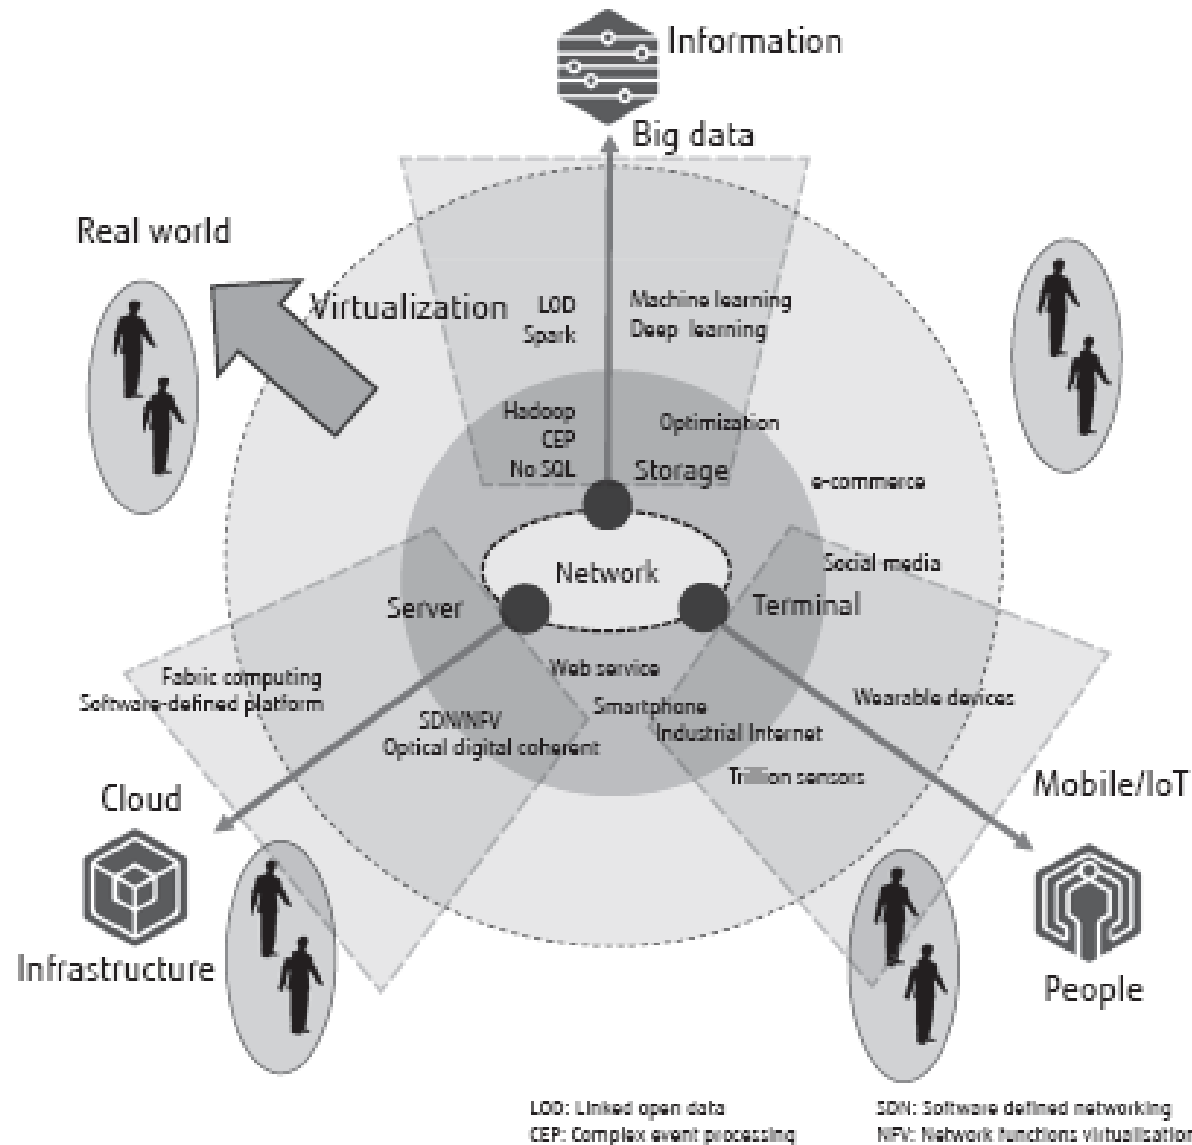 Information
Big data
Real world
Virtualization
LOD
Spark
Machine learning
Deep learning
Hadoop
CEP
No SQL
Optimization
Storage
e-commerce
Network
Social media
Server
Terminal
Web service
Fabric computing
Software-defined platform
Smartphone
Wearable devices
SDN/NFV
Optical digital coherent
Industrial Internet
Trillion sensors
Cloud
Mobile/IoT
Infrastructure
People
LOD: Linked open data
CEP: Complex event processing
SDN: Software defined networking
NFV: Network functions virtualisation